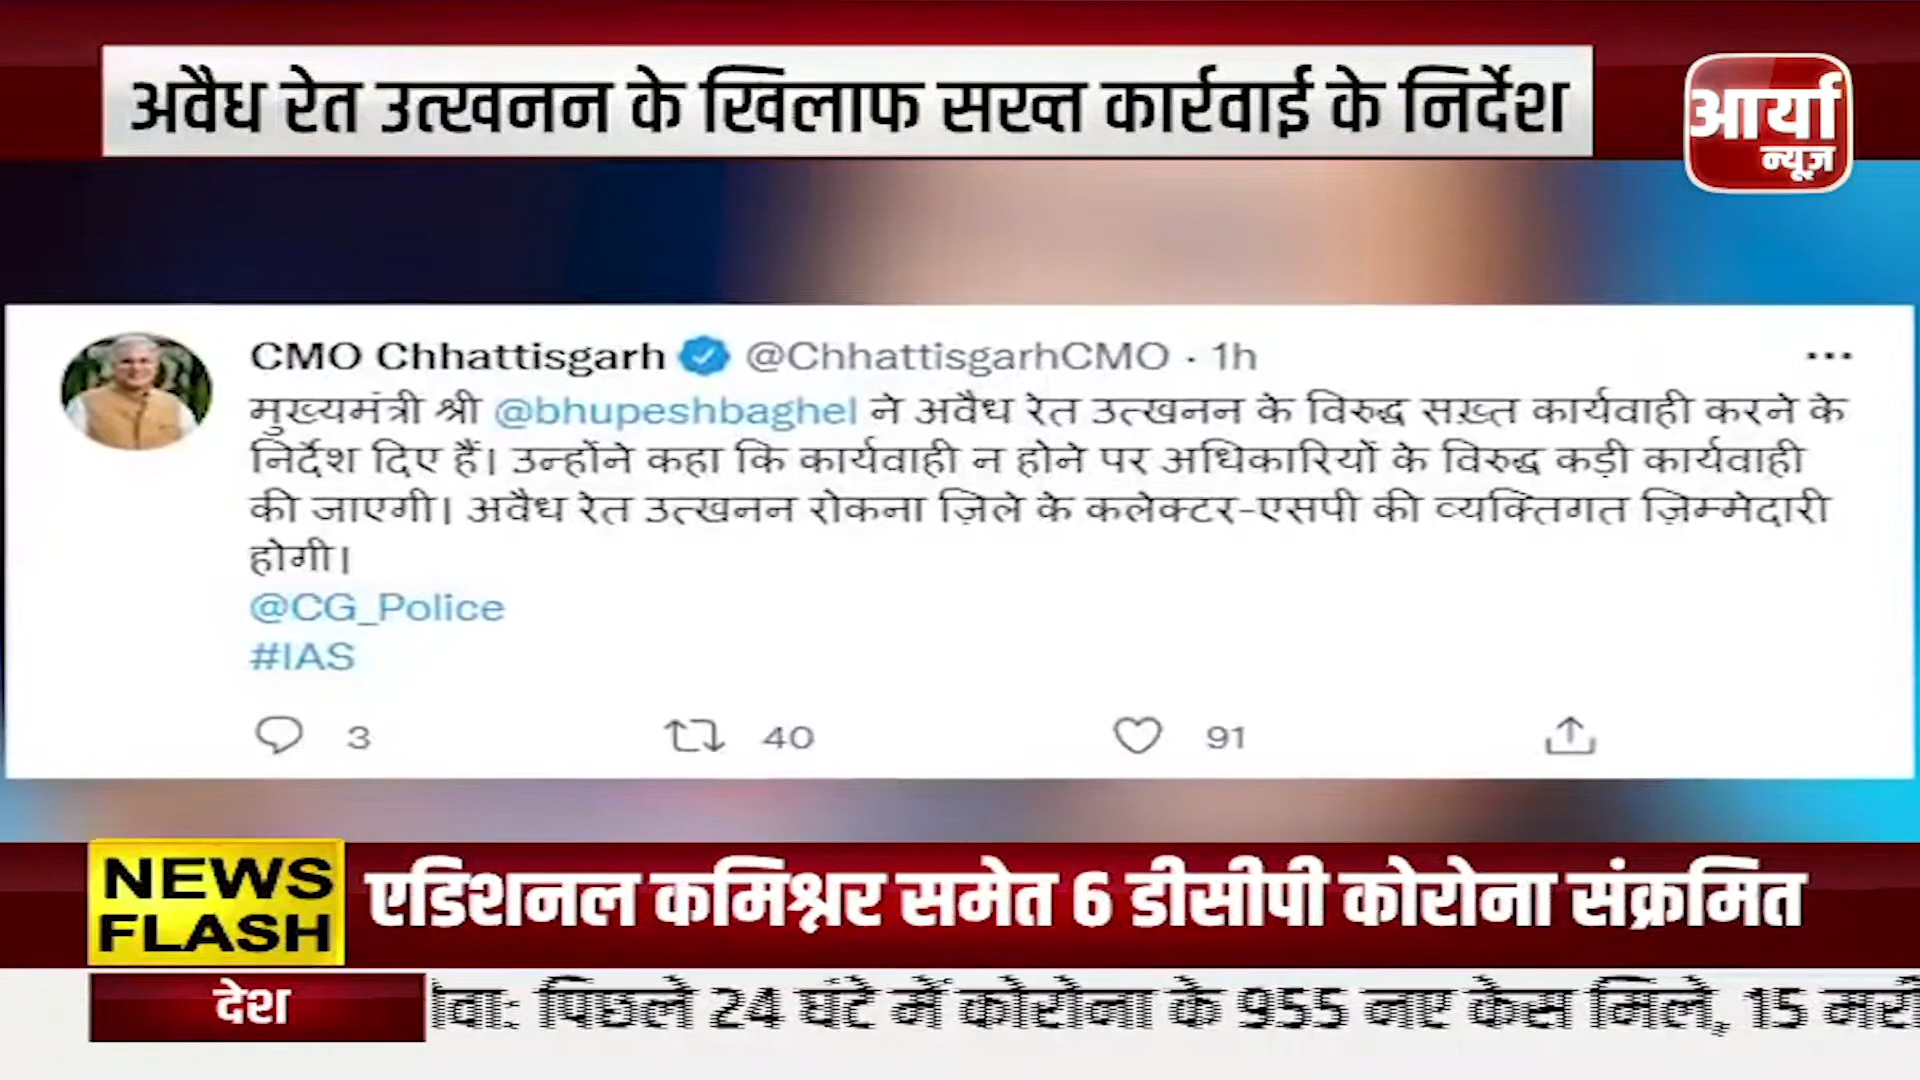 अवैध रेत उत्खनन के खिलाफ सख्त कार्रवाई के निर्देश
आर्या
न्यूज़
CMO Chhattisgarh @ChhattisgarhCMO · 1h
मुख्यमंत्री श्री @bhupeshbaghel ने अवैध रेत उत्खनन के विरुद्ध सख़्त कार्यवाही करने के
निर्देश दिए हैं। उन्होंने कहा कि कार्यवाही न होने पर अधिकारियों के विरुद्ध कड़ी कार्यवाही
की जाएगी। अवैध रेत उत्खनन रोकना ज़िले के कलेक्टर-एसपी की व्यक्तिगत ज़िम्मेदारी
होगी।
@CG_Police
#IAS
3 40 91
NEWS
FLASH
एडिशनल कमिश्नर समेत 6 डीसीपी कोरोना संक्रमित
देश
पिछले 24 घंटे में कोरोना के 955 नए केस मिले, 15